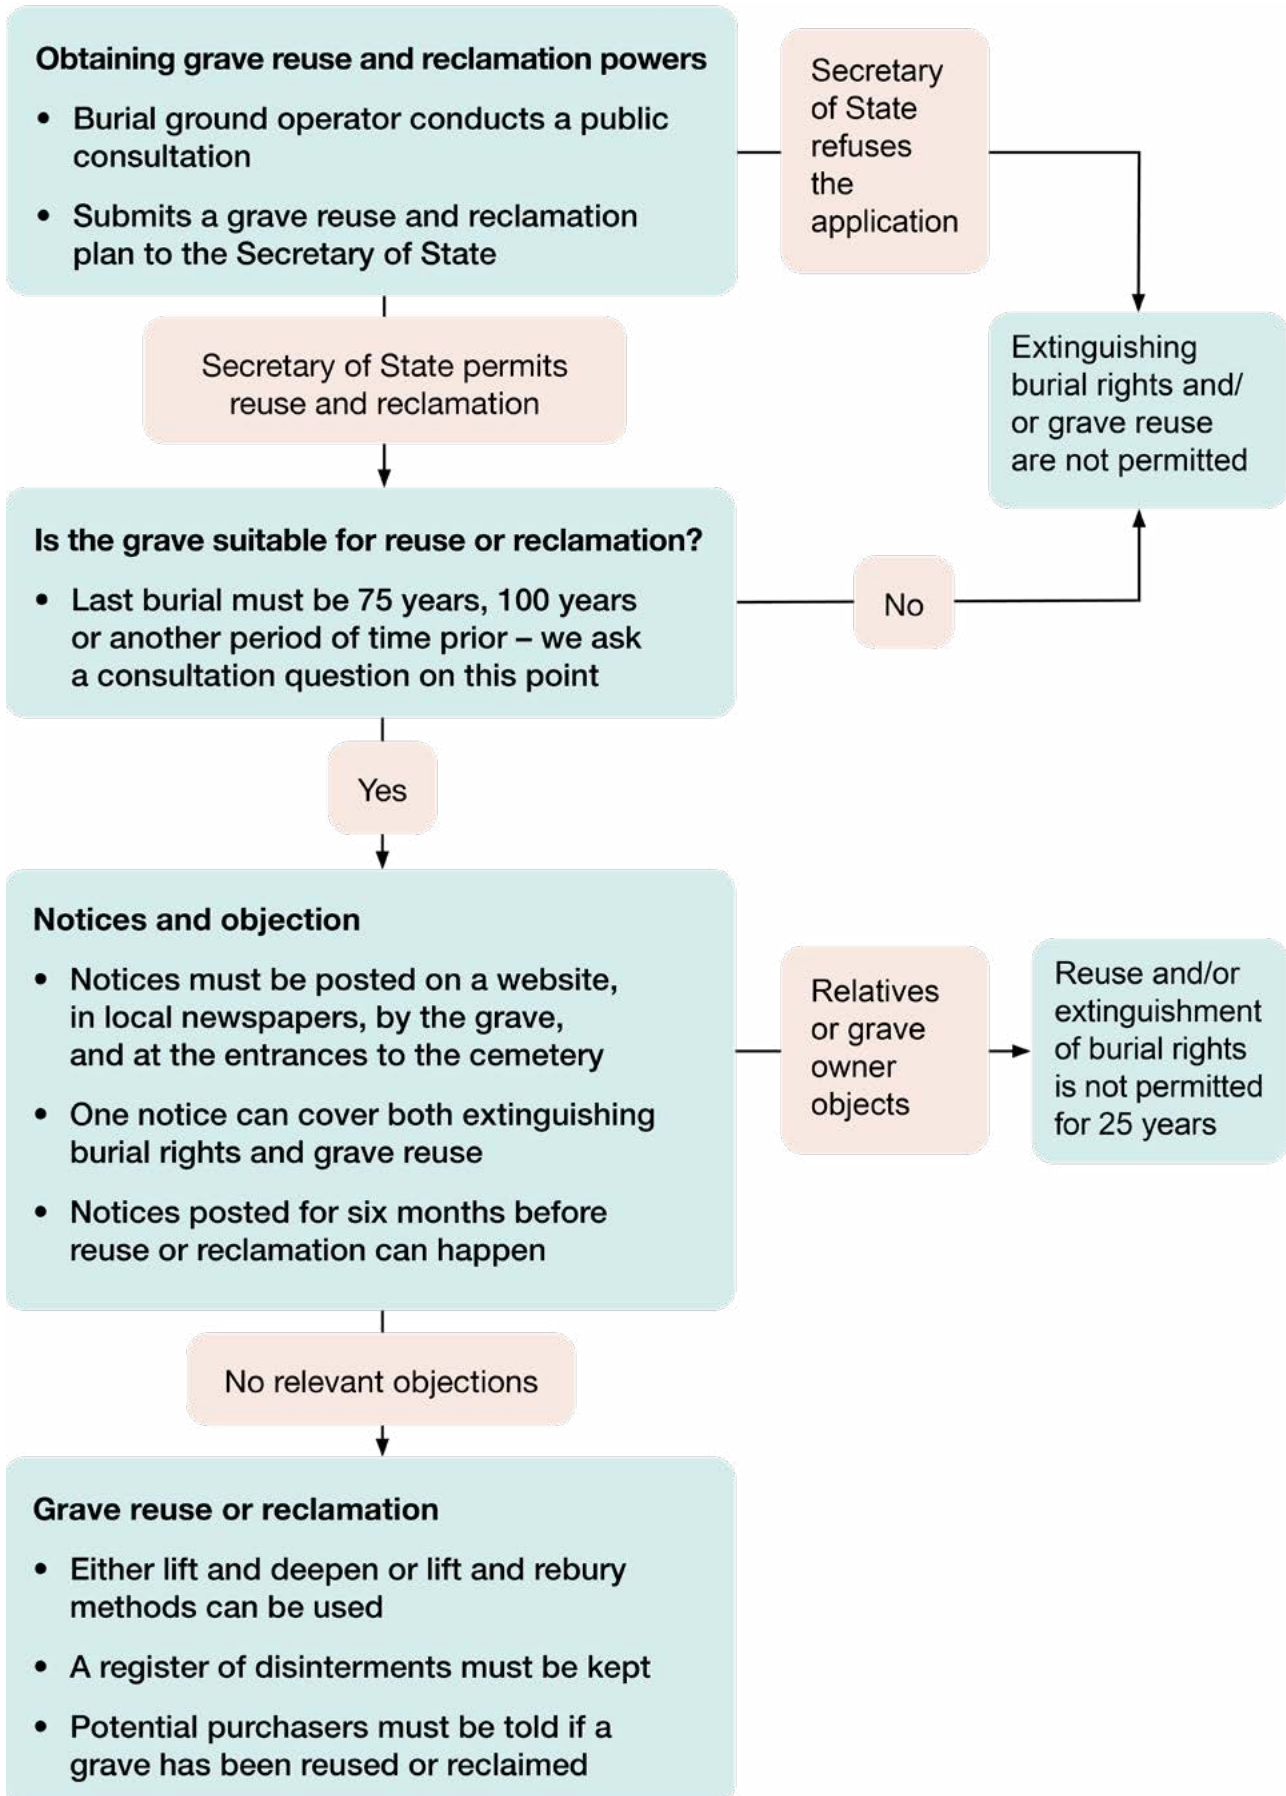 Obtaining grave reuse and reclamation powers
• Burial ground operator conducts a public
consultation
• Submits a grave reuse and reclamation
plan to the Secretary of State
Secretary
of State
refuses
the
application
Secretary of State permits
reuse and reclamation
Extinguishing
burial rights and/
or grave reuse
are not permitted
Is the grave suitable for reuse or reclamation?
• Last burial must be 75 years, 100 years
or another period of time prior – we ask
a consultation question on this point
No
Yes
Notices and objection
• Notices must be posted on a website,
in local newspapers, by the grave,
and at the entrances to the cemetery
• One notice can cover both extinguishing
burial rights and grave reuse
• Notices posted for six months before
reuse or reclamation can happen
Relatives
or grave
owner
objects
Reuse and/or
extinguishment
of burial rights
is not permitted
for 25 years
No relevant objections
Grave reuse or reclamation
• Either lift and deepen or lift and rebury
methods can be used
• A register of disinterments must be kept
• Potential purchasers must be told if a
grave has been reused or reclaimed